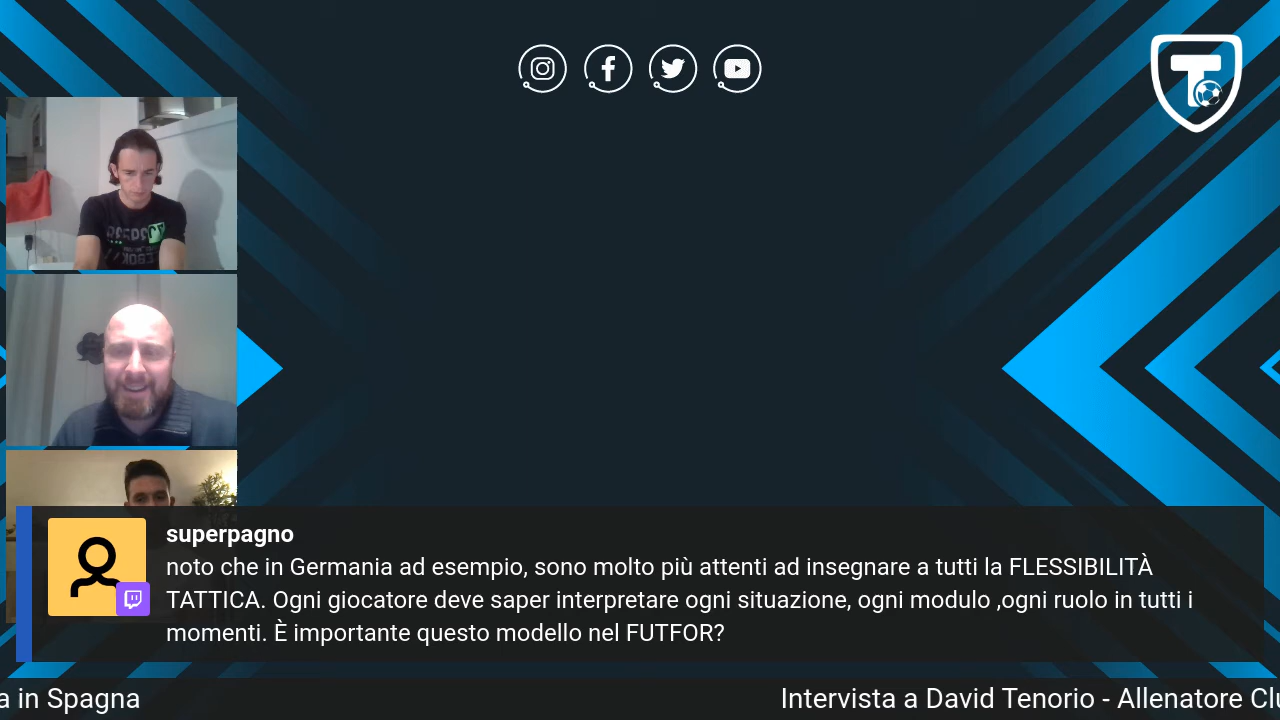 superpagno
noto che in Germania ad esempio, sono molto più attenti ad insegnare a tutti la FLESSIBILITÀ
TATTICA. Ogni giocatore deve saper interpretare ogni situazione, ogni modulo ,ogni ruolo in tutti i
momenti. È importante questo modello nel FUTFOR?
a in Spagna
Intervista a David Tenorio - Allenatore Clu